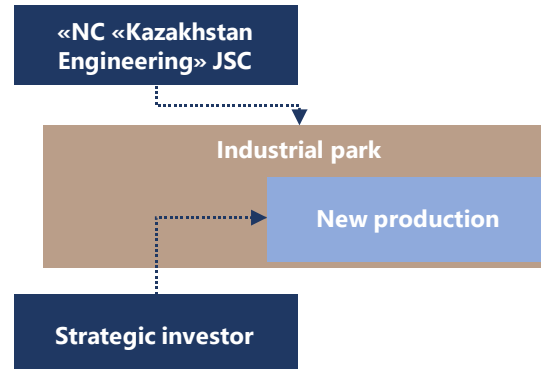 «NC «Kazakhstan
Engineering» JSC
Industrial park
New production
Strategic investor